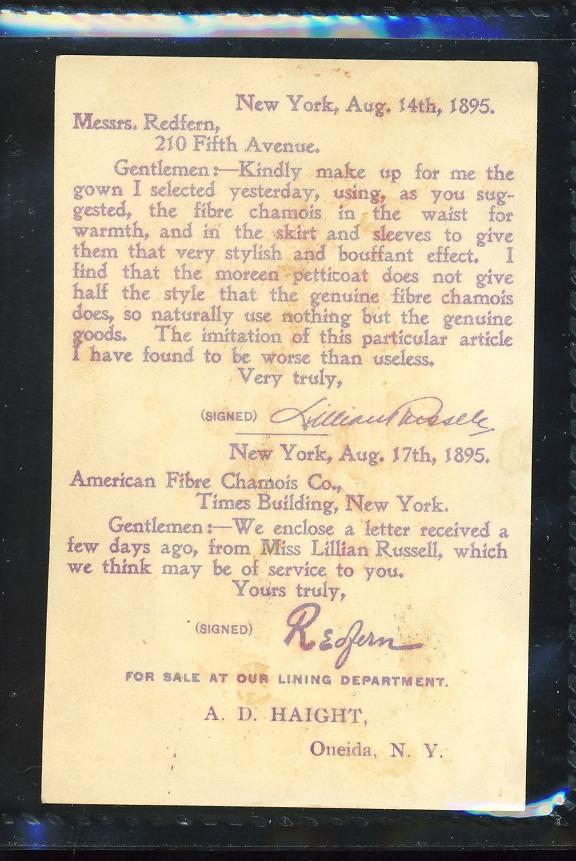 New York, Aug. 14th, 1895.
Messrs. Redfern,
210 Fifth Avenue.
Gentlemen:—Kindly make up for me the
gown I selected yesterday, using, as you sug-
gested, the fibre chamois in the waist for
warmth, and in the skirt and sleeves to give
them that very stylish and bouffant effect. I
find that the moreen petticoat does not give
half the style that the genuine fibre chamois
does, so naturally use nothing but the genuine
goods. The imitation of this particular article
I have found to be worse than useless.
Very truly,
(SIGNED) Lillian Russell
New York, Aug. 17th, 1895.
American Fibre Chamois Co.,
Times Building, New York.
Gentlemen:—We enclose a letter received a
few days ago, from Miss Lillian Russell, which
we think may be of service to you.
Yours truly,
(SIGNED) Redfern
FOR SALE AT OUR LINING DEPARTMENT.
A. D. HAIGHT,
Oneida, N. Y.